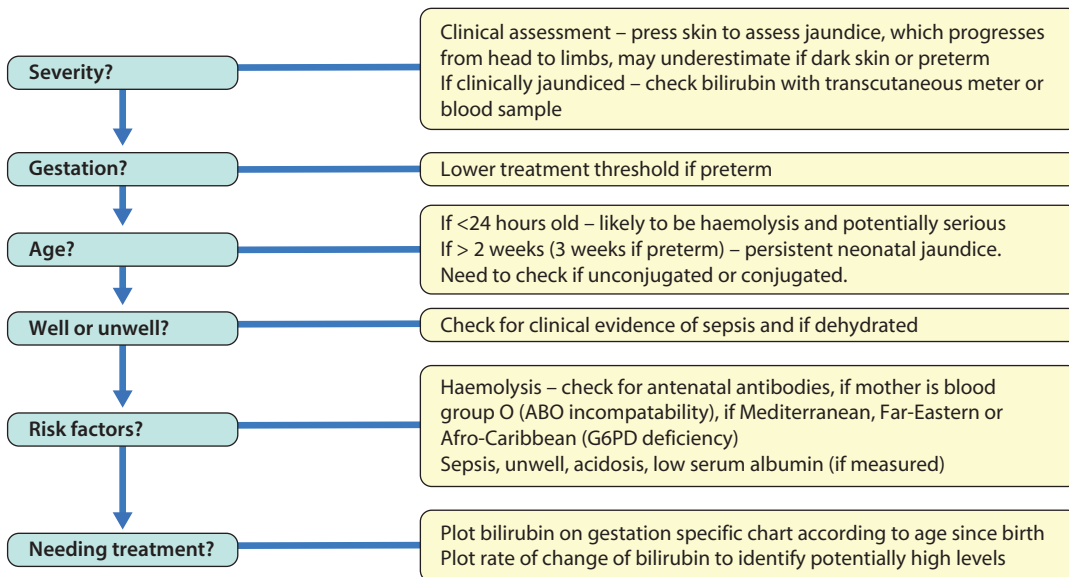 Severity?
Clinical assessment – press skin to assess jaundice, which progresses
from head to limbs, may underestimate if dark skin or preterm
If clinically jaundiced – check bilirubin with transcutaneous meter or
blood sample
Gestation?
Lower treatment threshold if preterm
Age?
If <24 hours old – likely to be haemolysis and potentially serious
If > 2 weeks (3 weeks if preterm) – persistent neonatal jaundice.
Need to check if unconjugated or conjugated.
Well or unwell?
Check for clinical evidence of sepsis and if dehydrated
Risk factors?
Haemolysis – check for antenatal antibodies, if mother is blood
group O (ABO incompatability), if Mediterranean, Far-Eastern or
Afro-Caribbean (G6PD deficiency)
Sepsis, unwell, acidosis, low serum albumin (if measured)
Needing treatment?
Plot bilirubin on gestation specific chart according to age since birth
Plot rate of change of bilirubin to identify potentially high levels